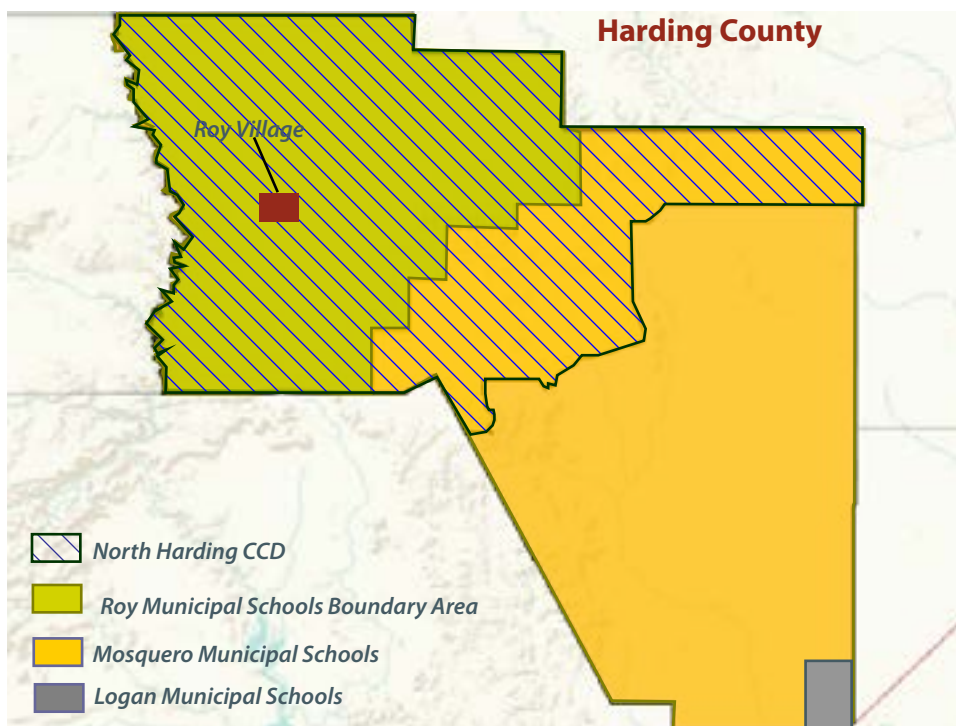 Harding County
Roy Village
North Harding CCD
Roy Municipal Schools Boundary Area
Mosquero Municipal Schools
Logan Municipal Schools